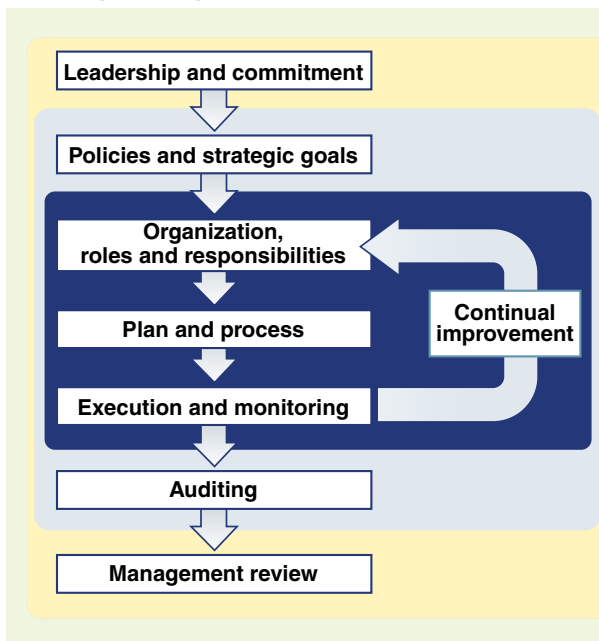 Leadership and commitment
Policies and strategic goals
Organization,
roles and responsibilities
Plan and process
Continual
improvement
Execution and monitoring
Auditing
Management review